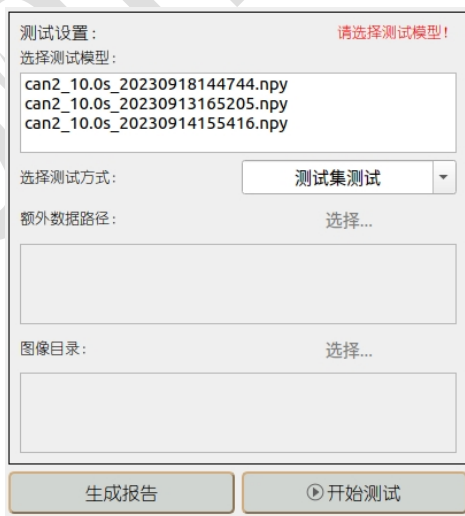 测试设置： 请选择测试模型！
选择测试模型：
can2_10.0s_20230918144744.npy
can2_10.0s_20230913165205.npy
can2_10.0s_20230914155416.npy
选择测试方式： 测试集测试
额外数据路径： 选择...
图像目录： 选择...
生成报告 开始测试